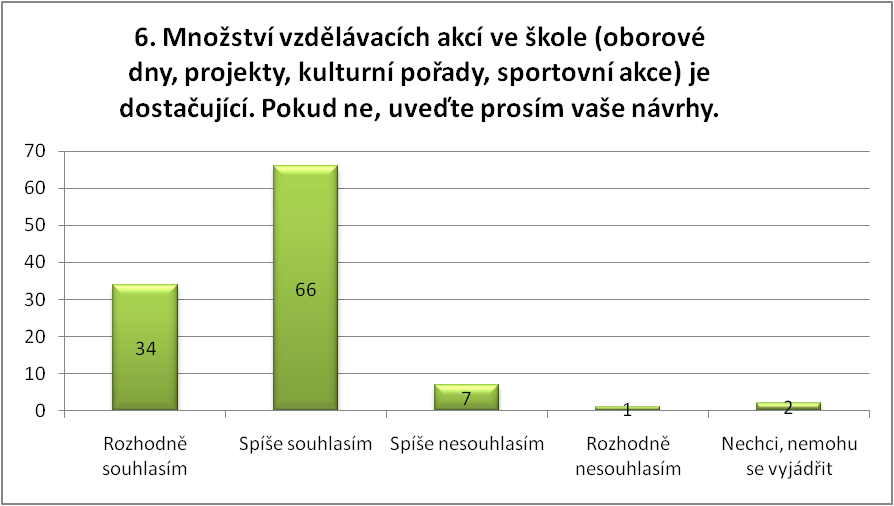 6. Množství vzdělávacích akcí ve škole (oborové
dny, projekty, kulturní pořady, sportovní akce) je
dostačující. Pokud ne, uveďte prosím vaše návrhy.
70
60
50
40
30
20
10
0
34
66
7
1
2
Rozhodně
souhlasím
Spíše souhlasím
Spíše nesouhlasím
Rozhodně
nesouhlasím
Nechci, nemohu
se vyjádřit